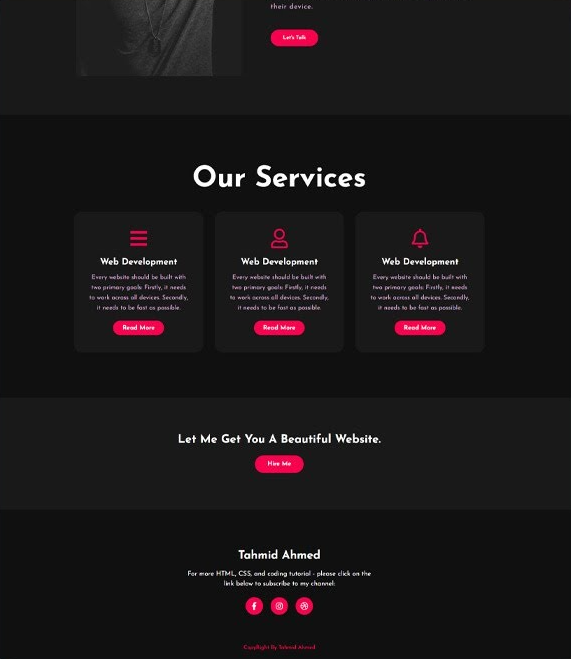 their device.
Let's Talk
Our Services
Web Development
Every website should be built with
two primary goals: Firstly, it needs
to work across all devices. Secondly,
it needs to be fast as possible.
Read More
Web Development
Every website should be built with
two primary goals: Firstly, it needs
to work across all devices. Secondly,
it needs to be fast as possible.
Read More
Web Development
Every website should be built with
two primary goals: Firstly, it needs
to work across all devices. Secondly,
it needs to be fast as possible.
Read More
Let Me Get You A Beautiful Website.
Hire Me
Tahmid Ahmed
For more HTML, CSS, and coding tutorial - please click on the
link below to subscribe to my channel:
CopyRight By Tahmid Ahmed